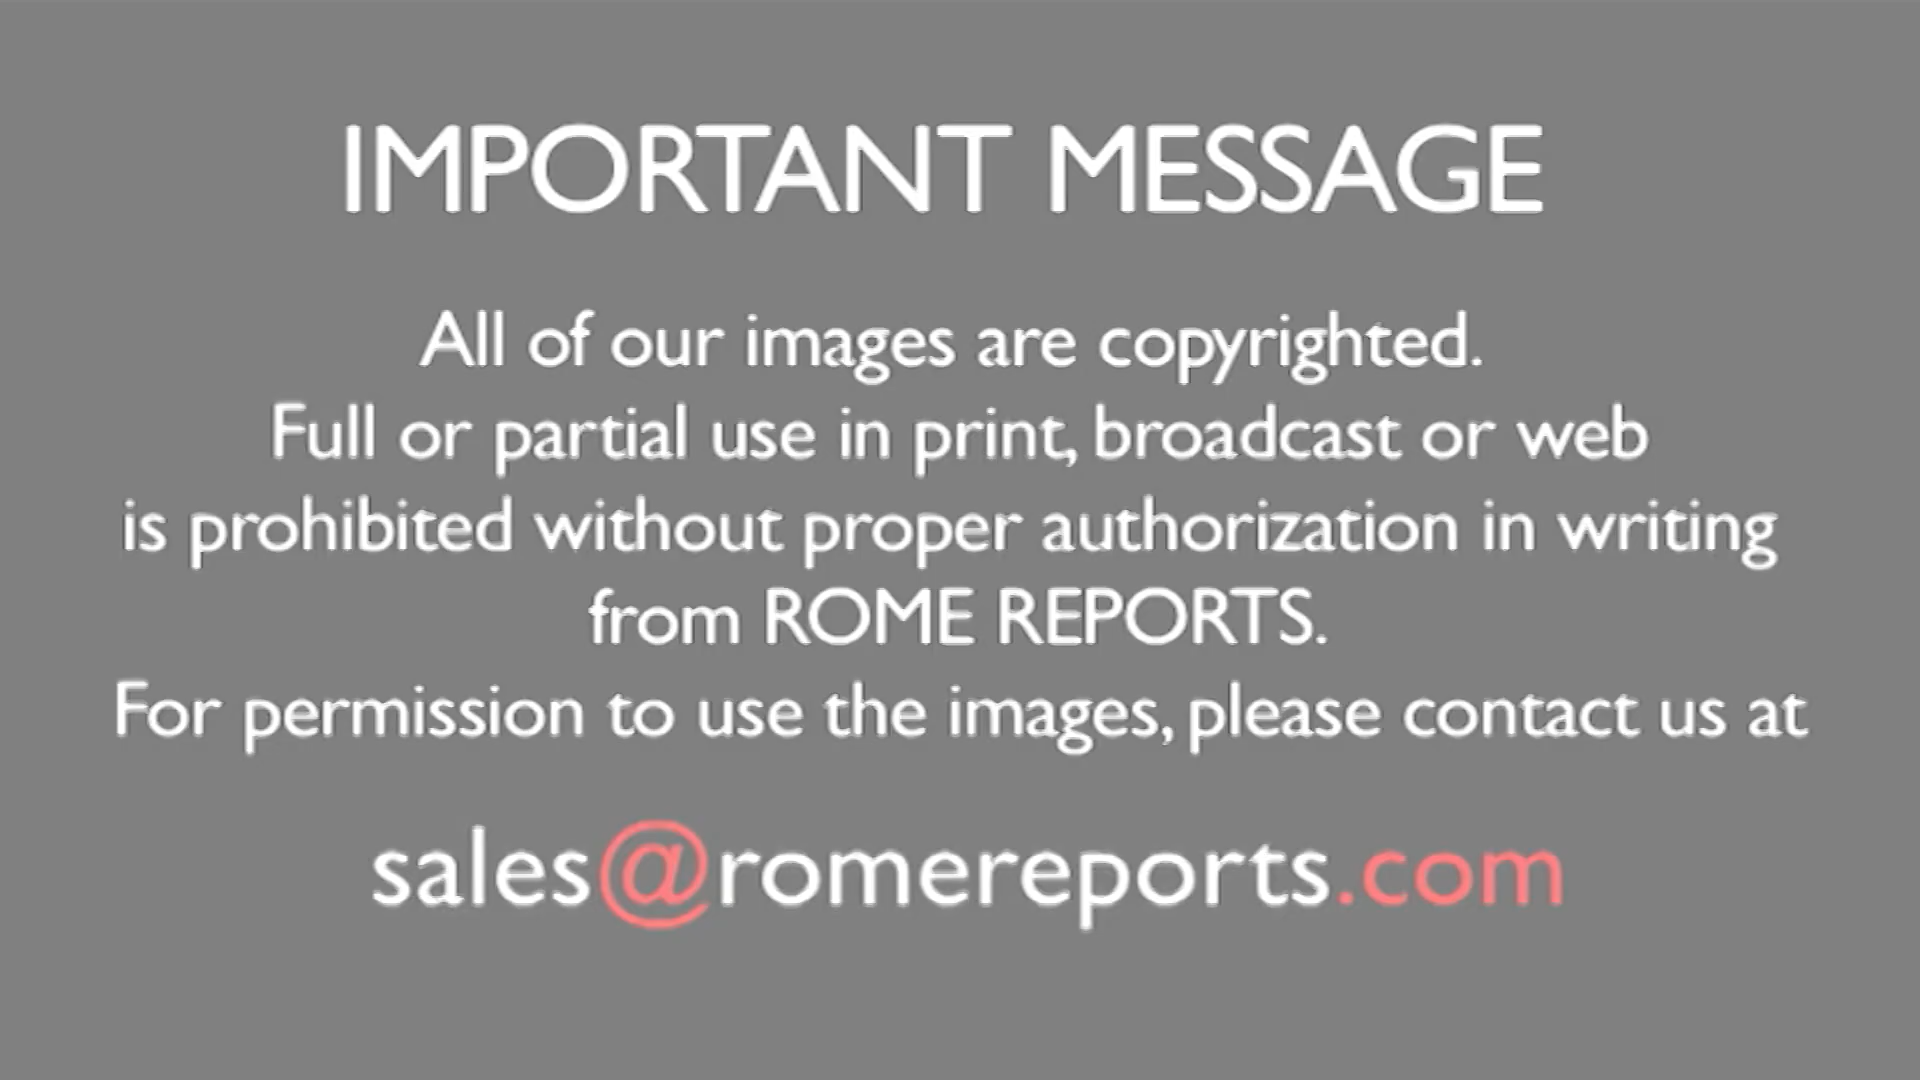 IMPORTANT MESSAGE
All of our images are copyrighted.
Full or partial use in print, broadcast or web
is prohibited without proper authorization in writing
from ROME REPORTS.
For permission to use the images, please contact us at
sales@romereports.com